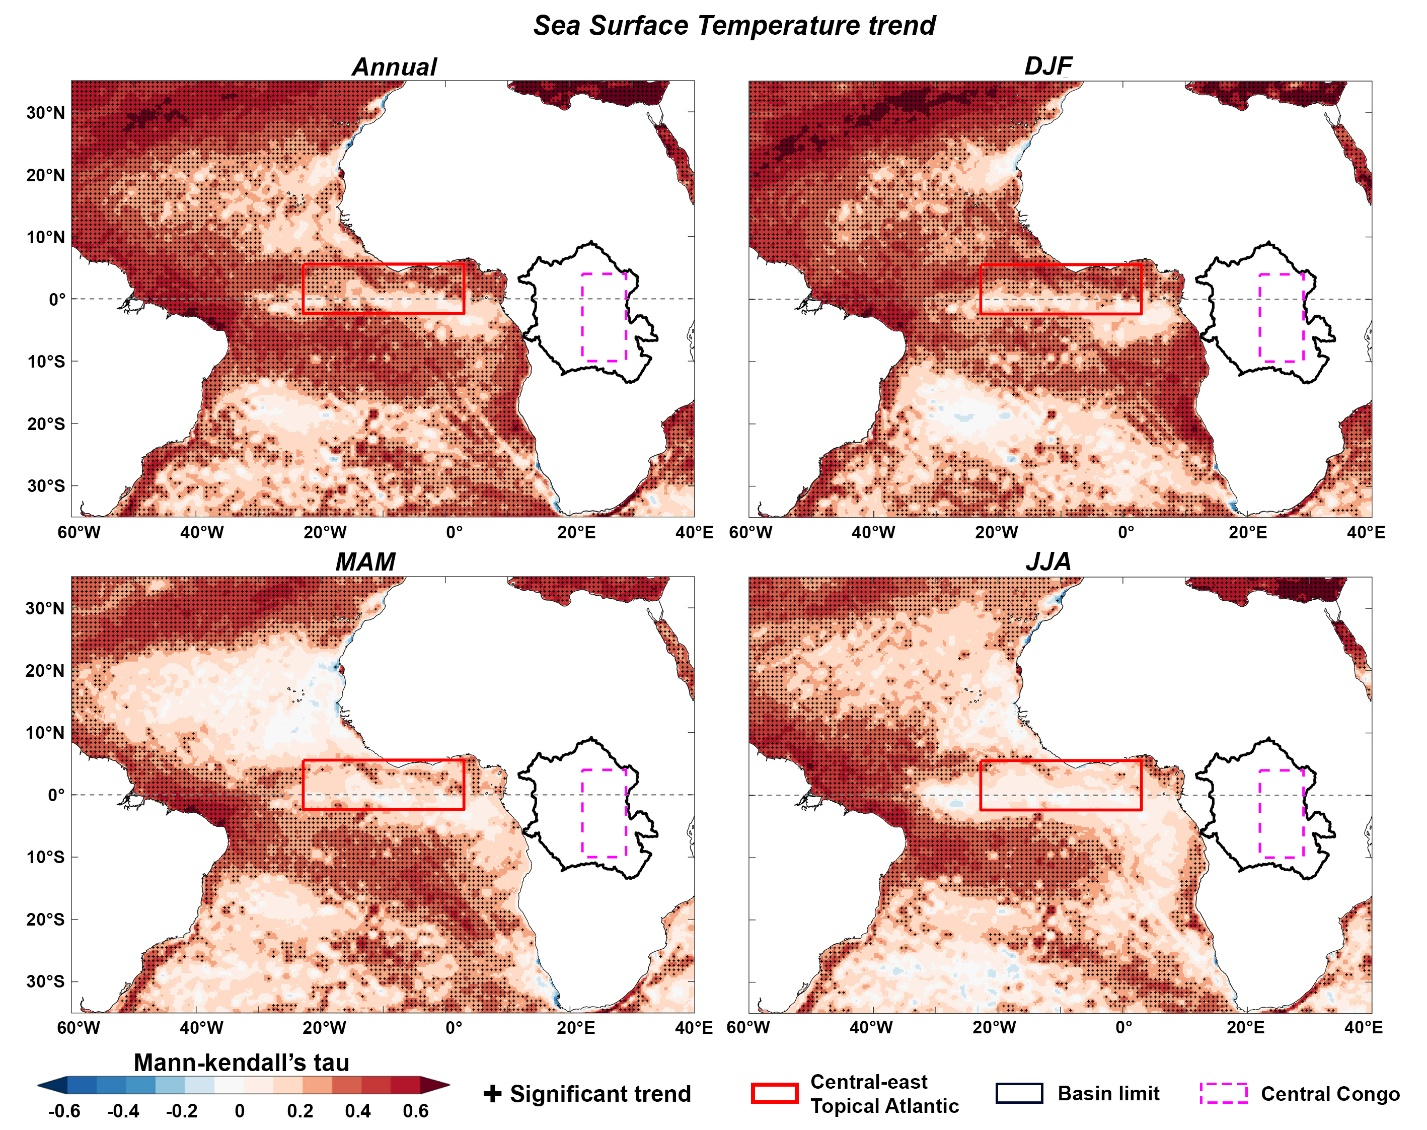 Sea Surface Temperature trend
Annual
DJF
30°N
20°N
10°N
0°
10°S
20°S
30°S
60°W 40°W 20°W 0° 20°E 40°E
60°W 40°W 20°W 0° 20°E 40°E
MAM
JJA
30°N
20°N
10°N
0°
10°S
20°S
30°S
60°W 40°W 20°W 0° 20°E 40°E
60°W 40°W 20°W 0° 20°E 40°E
Mann-kendall's tau
-0.6 -0.4 -0.2 0 0.2 0.4 0.6
Significant trend
Central-east
Topical Atlantic
Basin limit
Central Congo